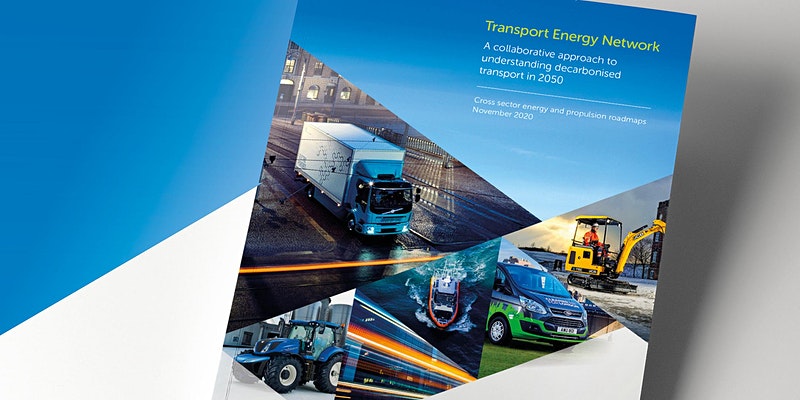 Transport Energy Network
A collaborative approach to
understanding decarbonised
transport in 2050
Cross sector energy and propulsion roadmaps
November 2020